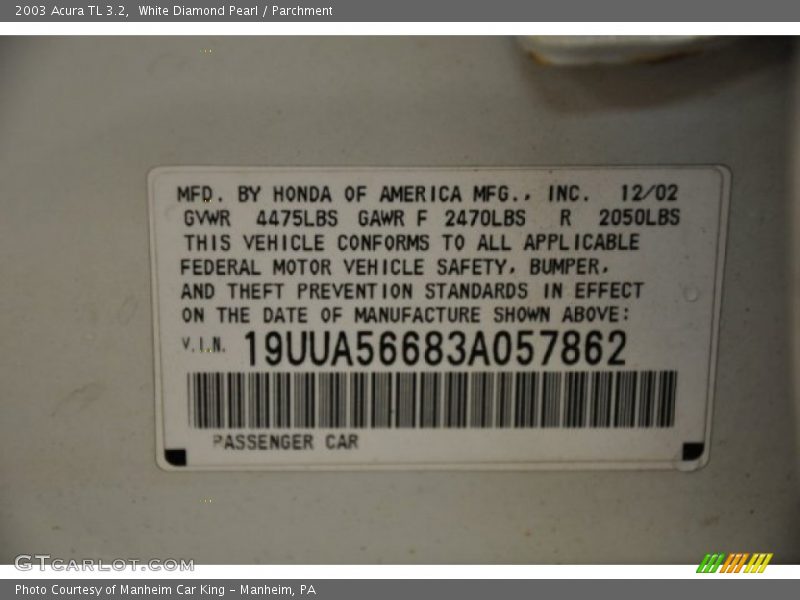 2003 Acura TL 3.2, White Diamond Pearl / Parchment
MFD. BY HONDA OF AMERICA MFG., INC. 12/02
GVWR 4475LBS GAWR F 2470LBS R 2050LBS
THIS VEHICLE CONFORMS TO ALL APPLICABLE
FEDERAL MOTOR VEHICLE SAFETY, BUMPER,
AND THEFT PREVENTION STANDARDS IN EFFECT
ON THE DATE OF MANUFACTURE SHOWN ABOVE:
V.I.N. 19UUA56683A057862
PASSENGER CAR
GTCARLOT.COM
Photo Courtesy of Manheim Car King - Manheim, PA